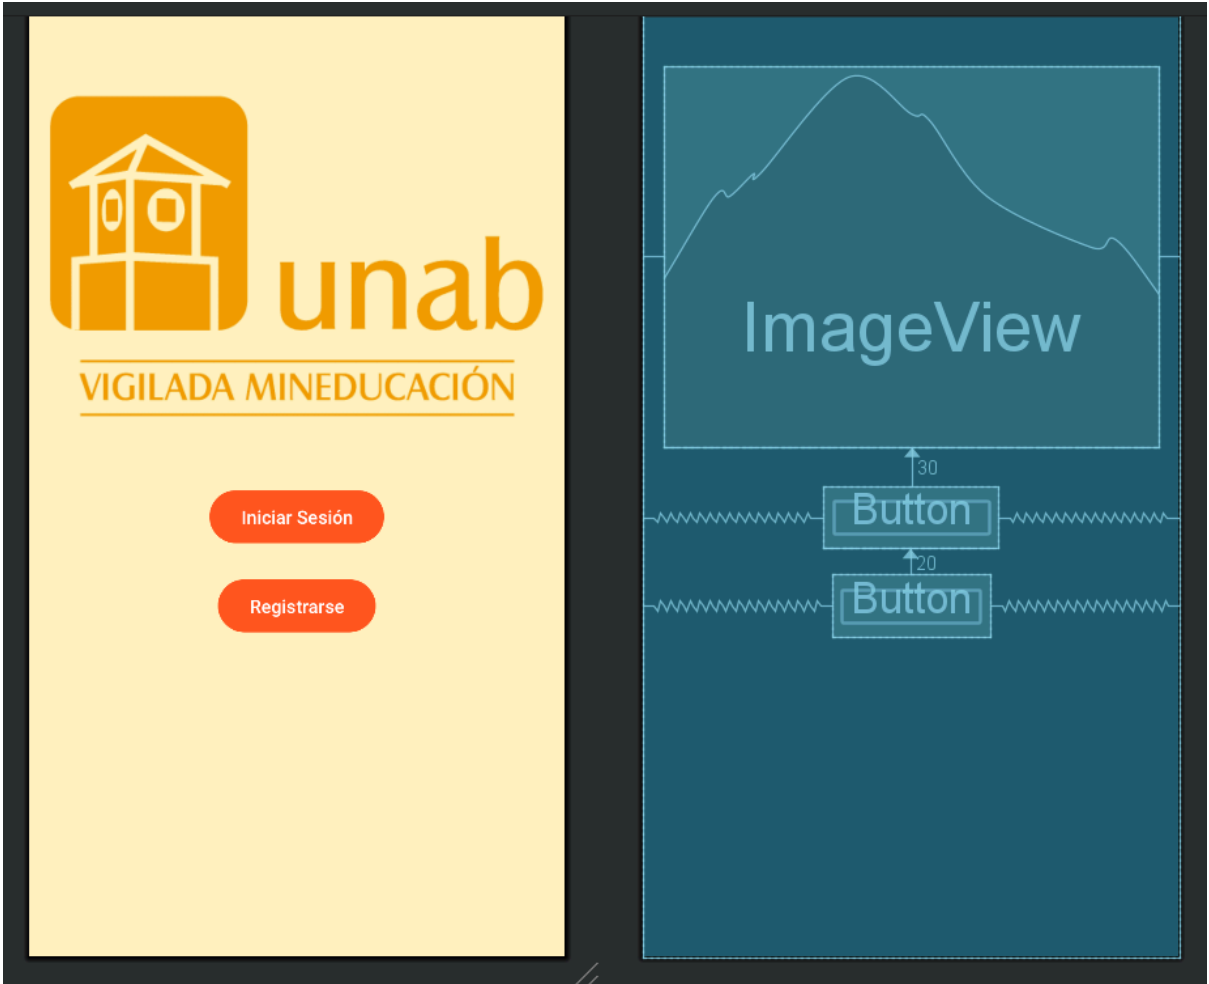 unab
VIGILADA MINEDUCACIÓN
Iniciar Sesión
Registrarse
ImageView
30
Button
20
Button